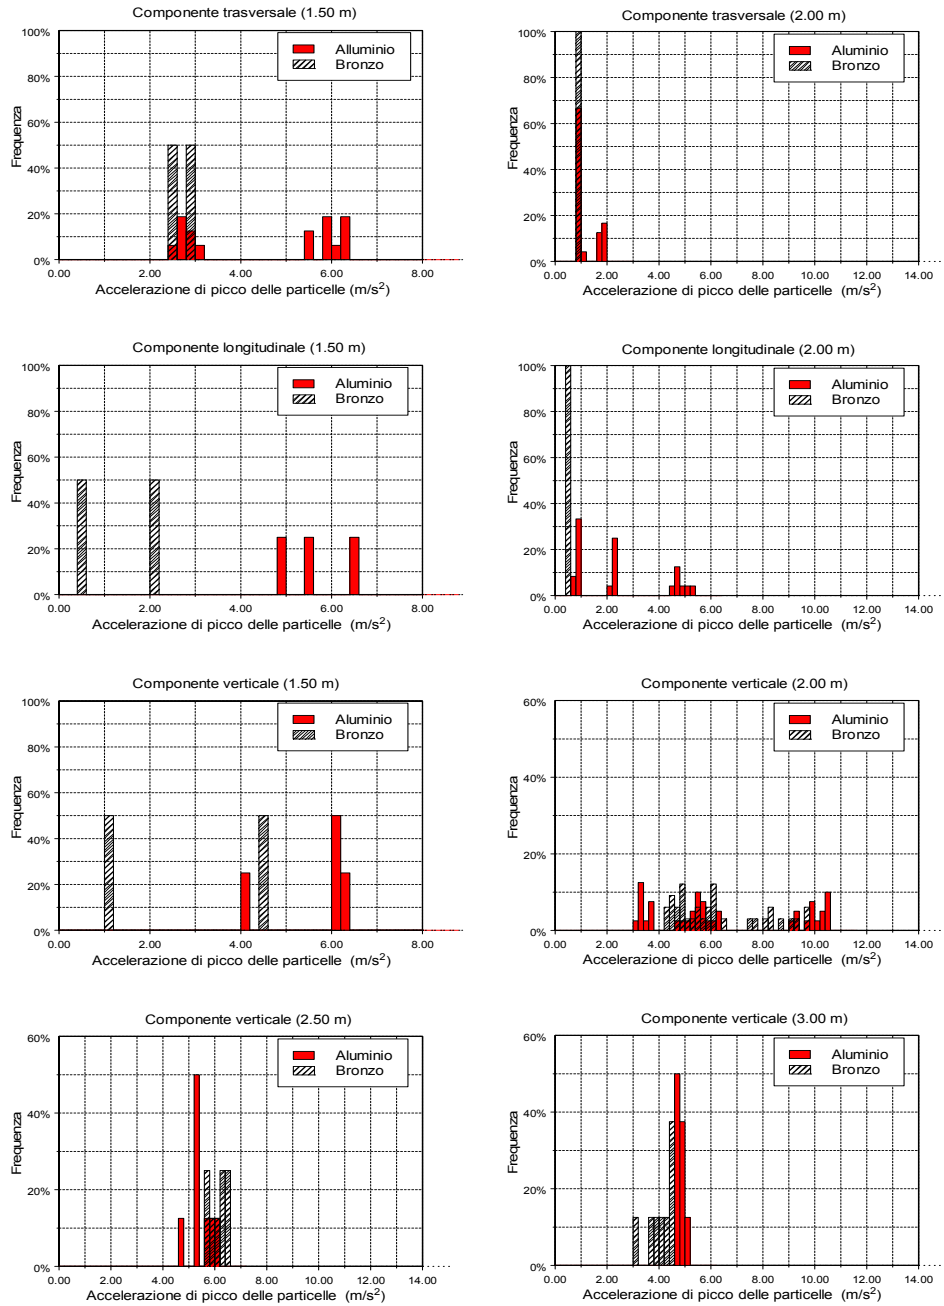 Componente trasversale (1.50 m)
100%
80%
60%
40%
20%
0%
Frequenza
Alluminio
Bronzo
0.00 2.00 4.00 6.00 8.00
Accelerazione di picco delle particelle (m/s²)
Componente trasversale (2.00 m)
100%
80%
60%
40%
20%
0%
Frequenza
Aluminio
Bronzo
0.00 2.00 4.00 6.00 8.00 10.00 12.00 14.00
Accelerazione di picco delle particelle (m/s²)
Componente longitudinale (1.50 m)
100%
80%
60%
40%
20%
0%
Frequenza
Aluminio
Bronzo
0.00 2.00 4.00 6.00 8.00
Accelerazione di picco delle particelle (m/s²)
Componente longitudinale (2.00 m)
100%
80%
60%
40%
20%
0%
Frequenza
Aluminio
Bronzo
0.00 2.00 4.00 6.00 8.00 10.00 12.00 14.00
Accelerazione di picco delle particelle (m/s²)
Componente verticale (1.50 m)
100%
80%
60%
40%
20%
0%
Frequenza
Aluminio
Bronzo
0.00 2.00 4.00 6.00 8.00
Accelerazione di picco delle particelle (m/s²)
Componente verticale (2.00 m)
60%
40%
20%
0%
Frequenza
Aluminio
Bronzo
0.00 2.00 4.00 6.00 8.00 10.00 12.00 14.00
Accelerazione di picco delle particelle (m/s²)
Componente verticale (2.50 m)
60%
40%
20%
0%
Frequenza
Aluminio
Bronzo
0.00 2.00 4.00 6.00 8.00 10.00 12.00 14.00
Accelerazione di picco delle particelle (m/s²)
Componente verticale (3.00 m)
60%
40%
20%
0%
Frequenza
Aluminio
Bronzo
0.00 2.00 4.00 6.00 8.00 10.00 12.00 14.00
Accelerazione di picco delle particelle (m/s²)